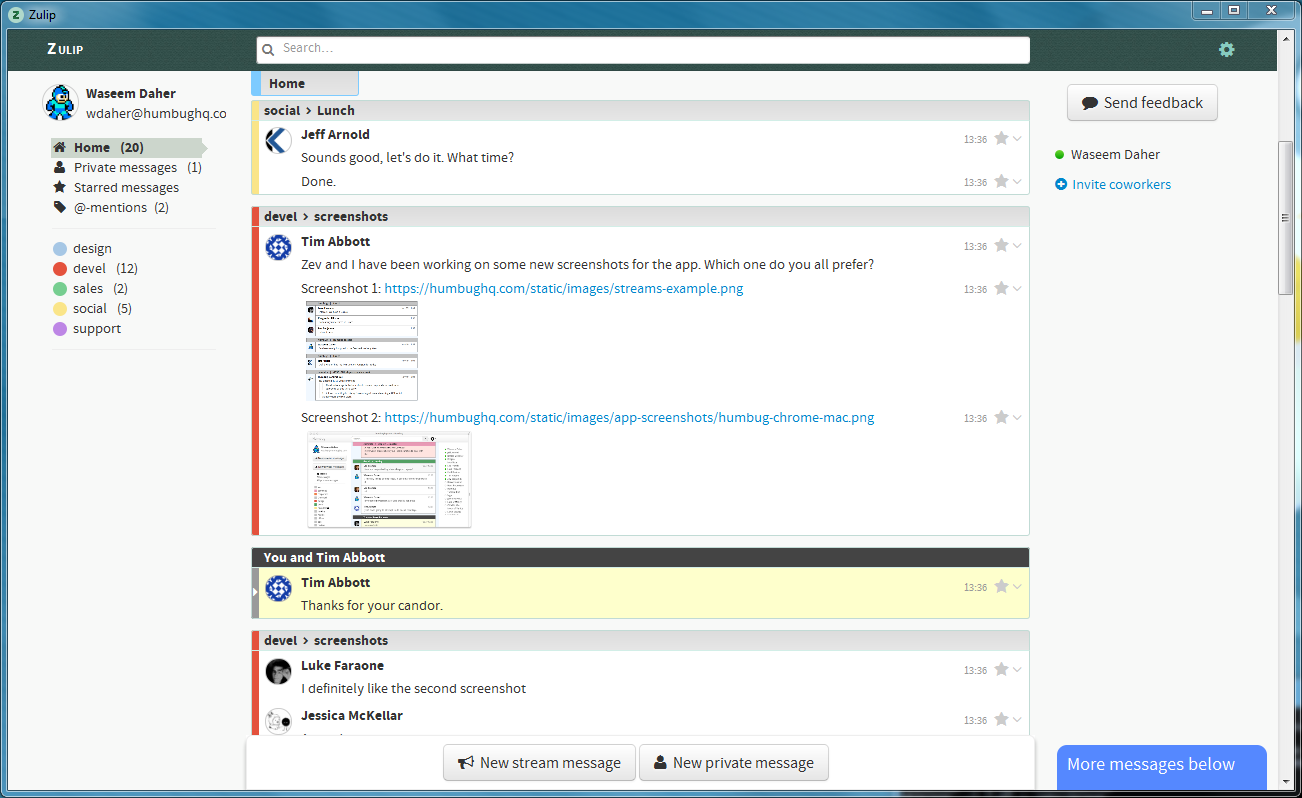 Zulip
ZULIP
Search...
Waseem Daher
wdaher@humbughq.co
Home (20)
Private messages (1)
Starred messages
@-mentions (2)
design
devel (12)
sales (2)
social (5)
support
Home
social > Lunch
Jeff Arnold
13:36
Sounds good, let's do it. What time?
Done.
13:36
devel > screenshots
Tim Abbott
13:36
Zev and I have been working on some new screenshots for the app. Which one do you all prefer?
Screenshot 1: https://humbughq.com/static/images/streams-example.png
13:36
Screenshot 2: https://humbughq.com/static/images/app-screenshots/humbug-chrome-mac.png
13:36
You and Tim Abbott
Tim Abbott
13:36
Thanks for your candor.
devel > screenshots
Luke Faraone
13:36
I definitely like the second screenshot
Jessica McKellar
13:36
New stream message
New private message
Send feedback
Waseem Daher
Invite coworkers
More messages below